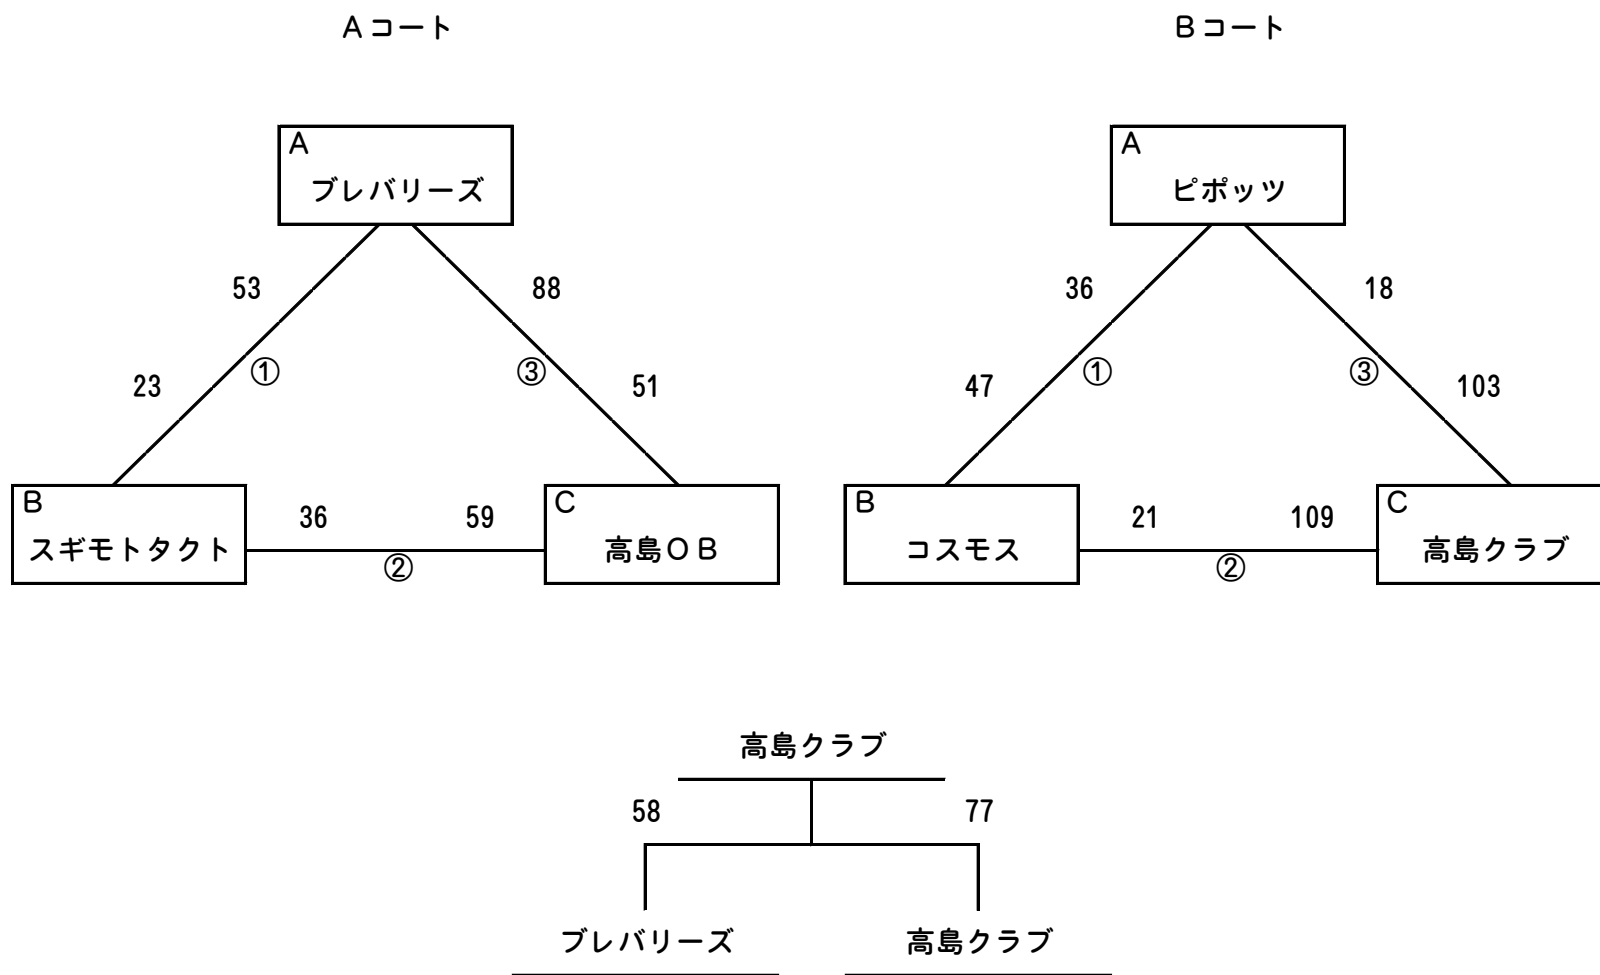 Aコート Bコート
A A
ブレバリーズ ピポッツ
53 88 36 18
① ③ ① ③
23 51 47 103
B 36 59 C B 21 109 C
スギモトタクト 高島OB コスモス 高島クラブ
② ②
高島クラブ
58 77
ブレバリーズ 高島クラブ